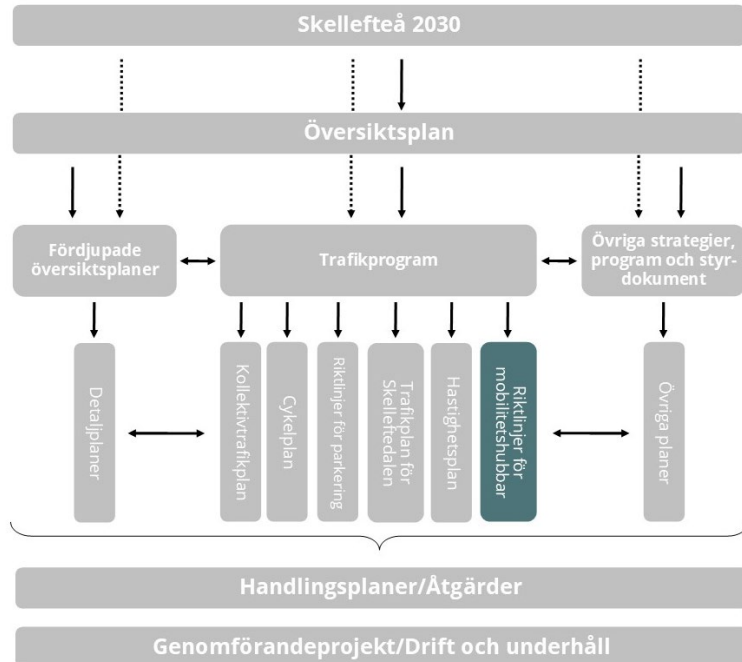 Skellefteå 2030
Översiktsplan
Fördjupade
översiktsplaner
Trafikprogram
Övriga strategier,
program och styr-
dokument
Detaljplaner
Kollektivtrafikplan
Cykelplan
Riktlinjer för parkering
Trafikplan för
Skelleftedalen
Hastighetsplan
Riktlinjer för
mobilitetshubbar
Övriga planer
Handlingsplaner/Åtgärder
Genomförandeprojekt/Drift och underhåll